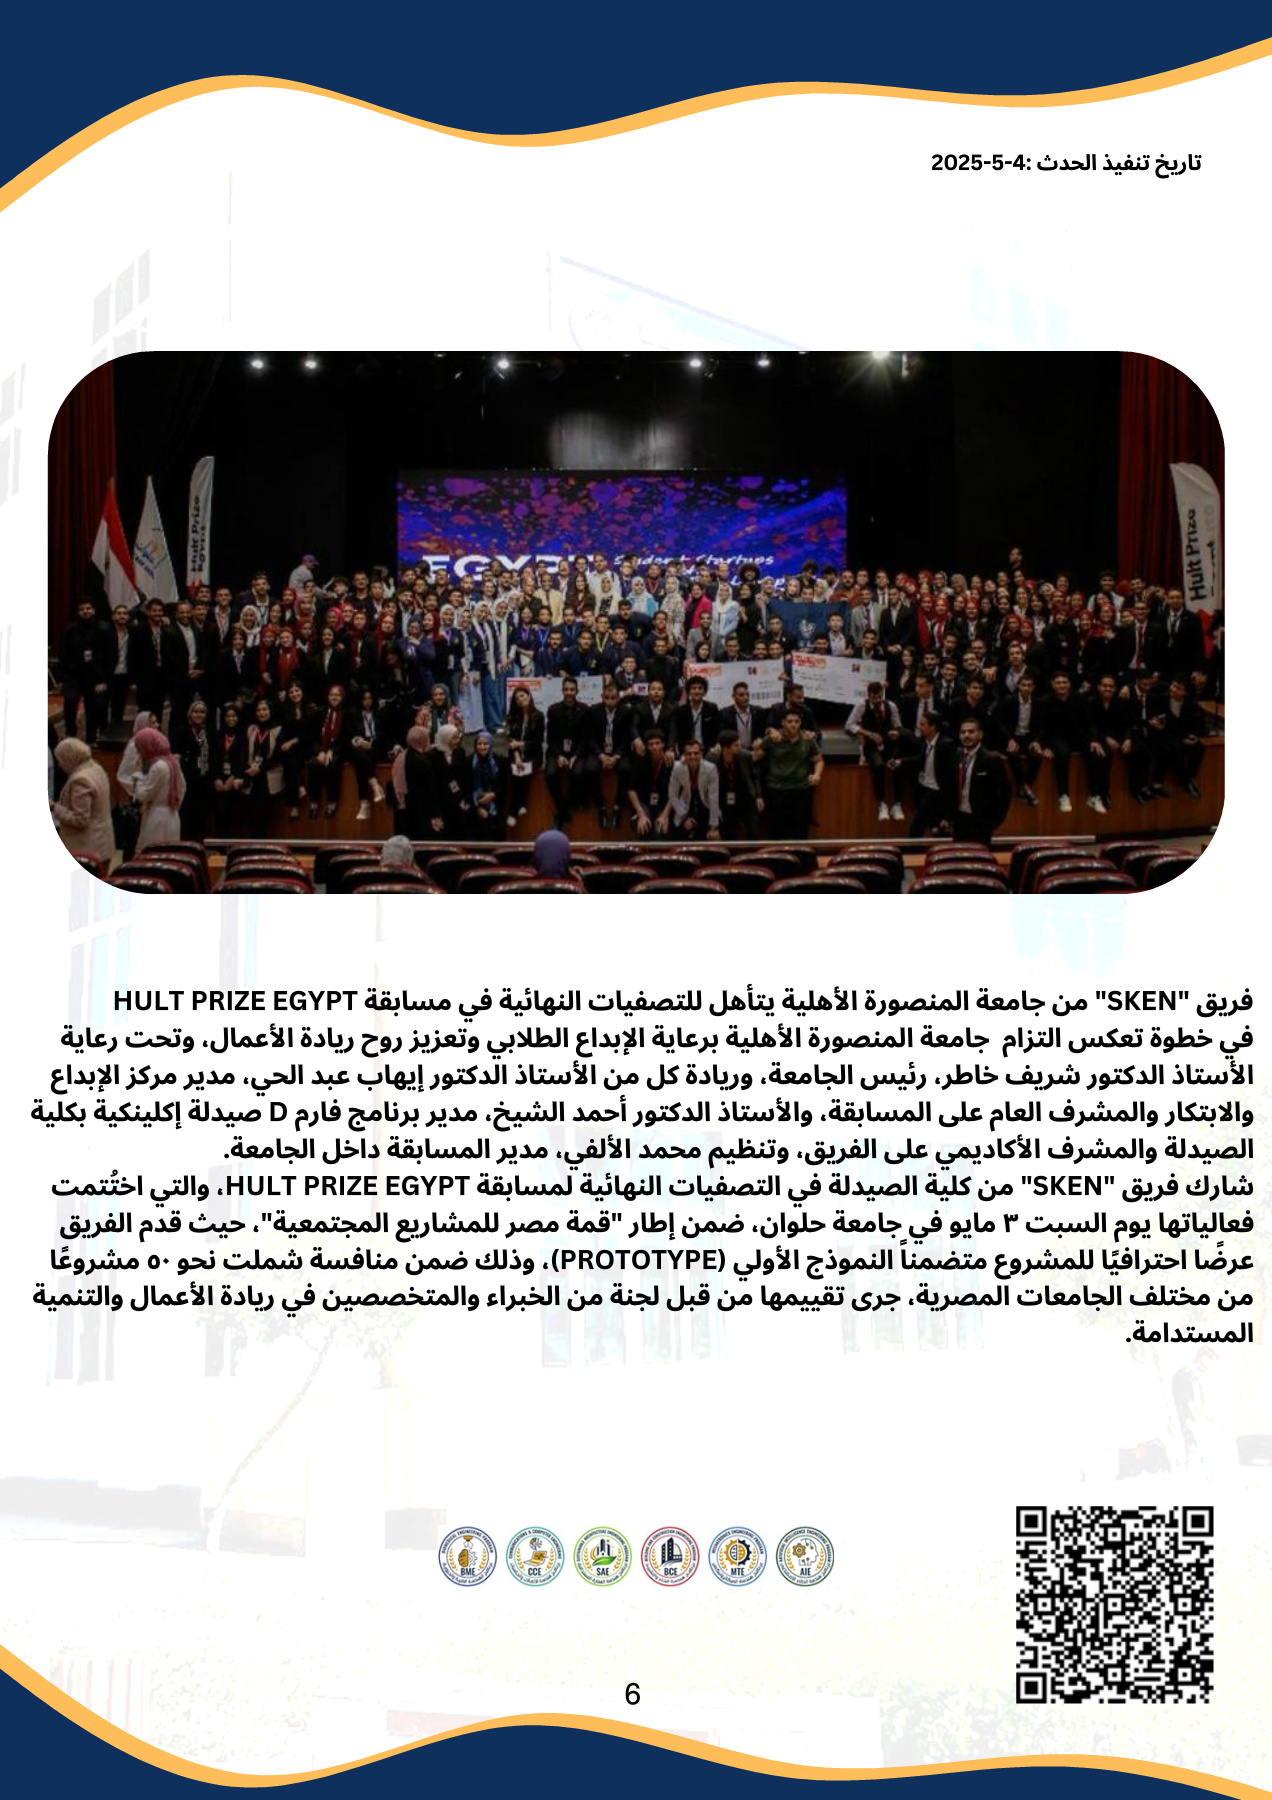 تاريخ تنفيذ الحدث :4-5-2025
Hult Prize
EGYPT
Student Startups
Hult Prize
فريق "SKEN" من جامعة المنصورة الأهلية يتأهل للتصفيات النهائية في مسابقة HULT PRIZE EGYPT
في خطوة تعكس التزام جامعة المنصورة الأهلية برعاية الإبداع الطلابي وتعزيز روح ريادة الأعمال، وتحت رعاية
الأستاذ الدكتور شريف خاطر، رئيس الجامعة، وريادة كل من الأستاذ الدكتور إيهاب عبد الحي، مدير مركز الإبداع
والابتكار والمشرف العام على المسابقة، والأستاذ الدكتور أحمد الشيخ، مدير برنامج فارم D صيدلة إكلينكية بكلية
الصيدلة والمشرف الأكاديمي على الفريق، وتنظيم محمد الألفي، مدير المسابقة داخل الجامعة.
شارك فريق "SKEN" من كلية الصيدلة في التصفيات النهائية لمسابقة HULT PRIZE EGYPT، والتي اختُتمت
فعالياتها يوم السبت ٣ مايو في جامعة حلوان، ضمن إطار "قمة مصر للمشاريع المجتمعية"، حيث قدم الفريق
عرضًا احترافيًا للمشروع متضمناً النموذج الأولي (PROTOTYPE)، وذلك ضمن منافسة شملت نحو ٥٠ مشروعًا
من مختلف الجامعات المصرية، جرى تقييمها من قبل لجنة من الخبراء والمتخصصين في ريادة الأعمال والتنمية
المستدامة.
BME
CCE
SAE
BCE
MTE
AIE
6